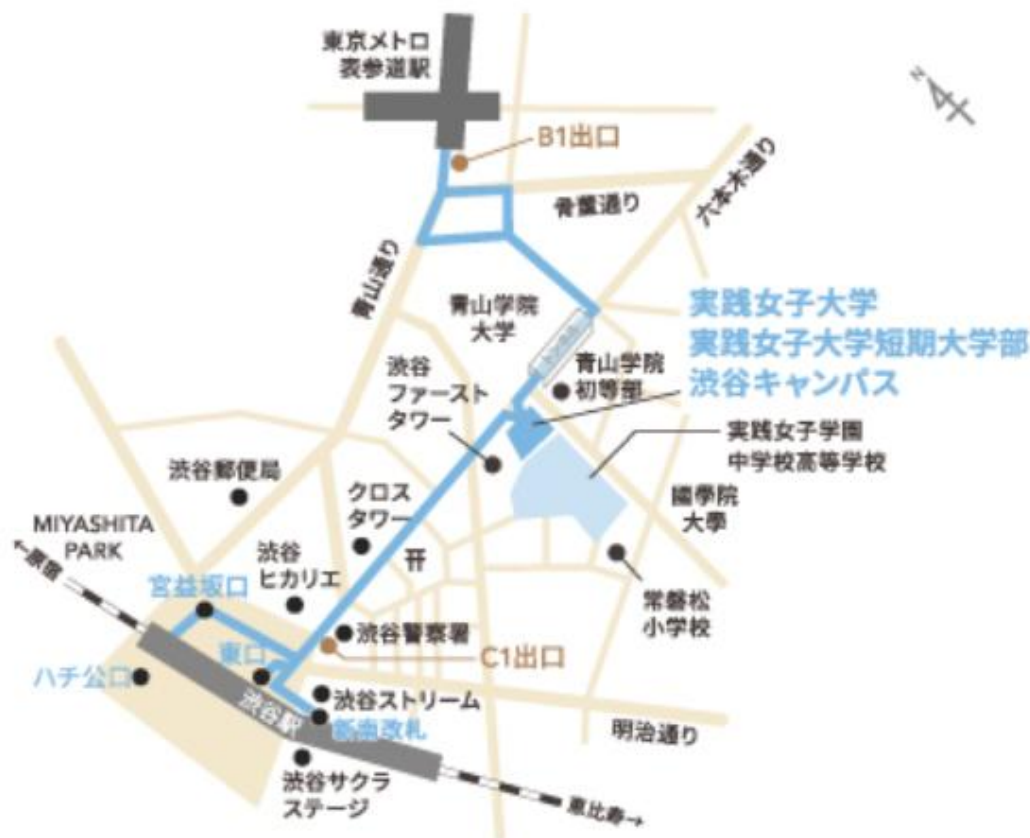 東京メトロ
表参道駅
N
B1出口
骨董通り
六本木通り
青山通り
青山学院
大学
実践女子大学
実践女子大学短期大学部
渋谷キャンパス
トンネル
青山学院
初等部
渋谷
ファースト
タワー
実践女子学園
中学校高等学校
渋谷郵便局
國學院
大學
クロス
タワー
MIYASHITA
PARK
←原宿
渋谷
ヒカリエ
宮益坂口
常磐松
小学校
渋谷警察署
C1出口
東口
ハチ公口
渋谷駅
渋谷ストリーム
新南改札
明治通り
渋谷サクラ
ステージ
恵比寿→